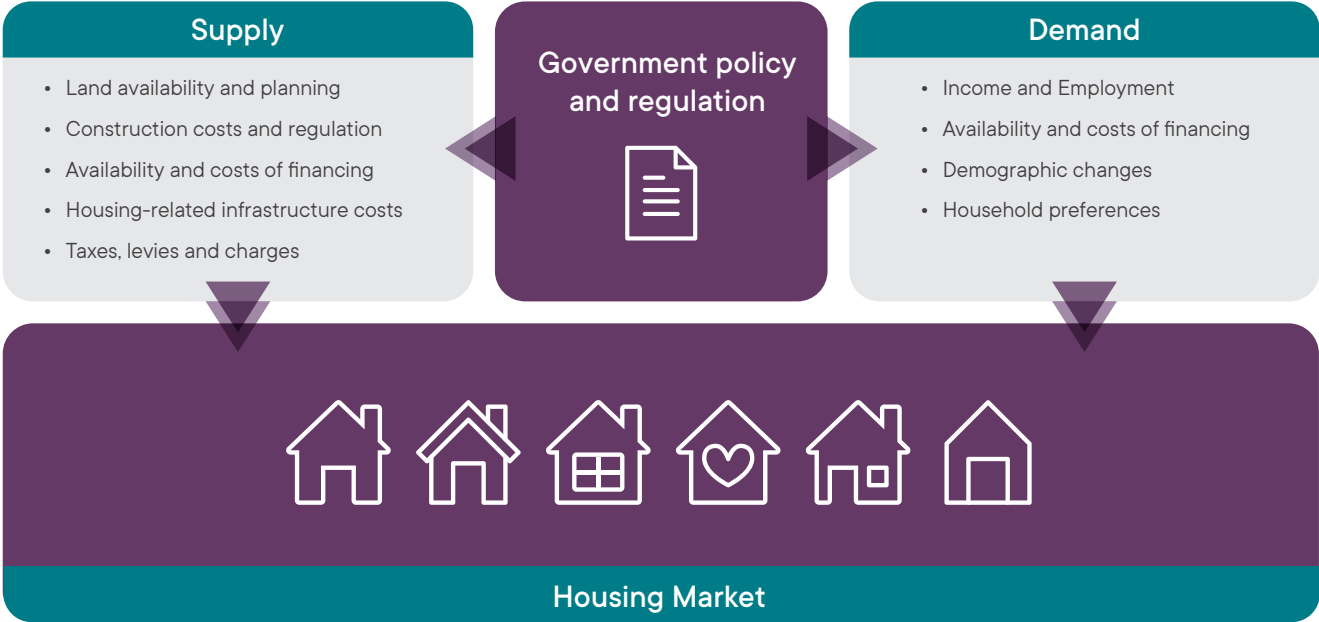 Supply
• Land availability and planning
• Construction costs and regulation
• Availability and costs of financing
• Housing-related infrastructure costs
• Taxes, levies and charges
Government policy
and regulation
Demand
• Income and Employment
• Availability and costs of financing
• Demographic changes
• Household preferences
Housing Market